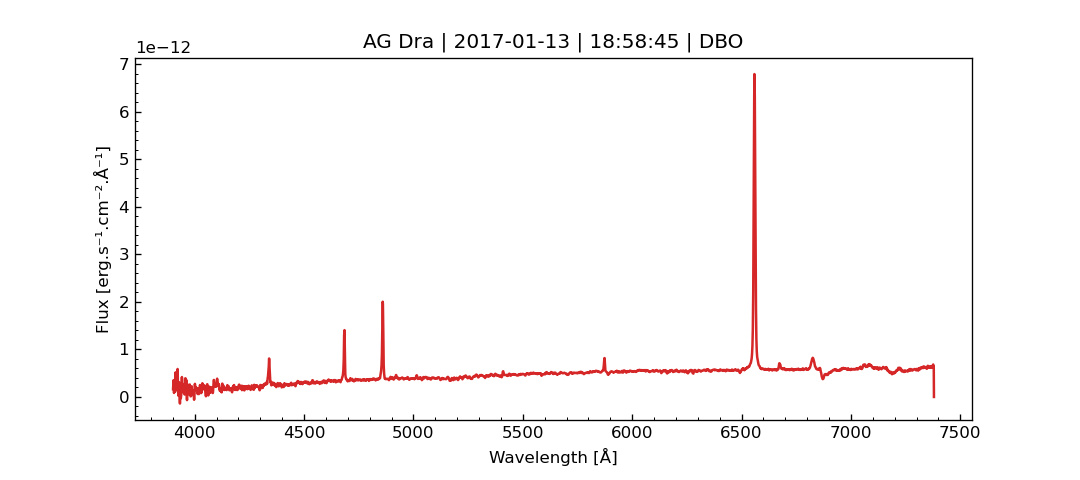 AG Dra | 2017-01-13 | 18:58:45 | DBO
1e−12
7
6
5
4
3
2
1
0
Flux [erg.s⁻¹.cm⁻².Å⁻¹]
4000 4500 5000 5500 6000 6500 7000 7500
Wavelength [Å]